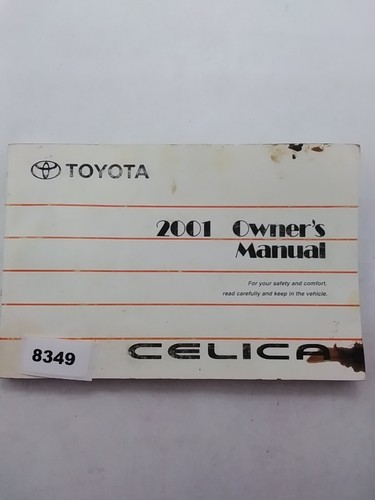 TOYOTA
2001 Owner's
Manual
For your safety and comfort,
read carefully and keep in the vehicle.
CELICA
8349